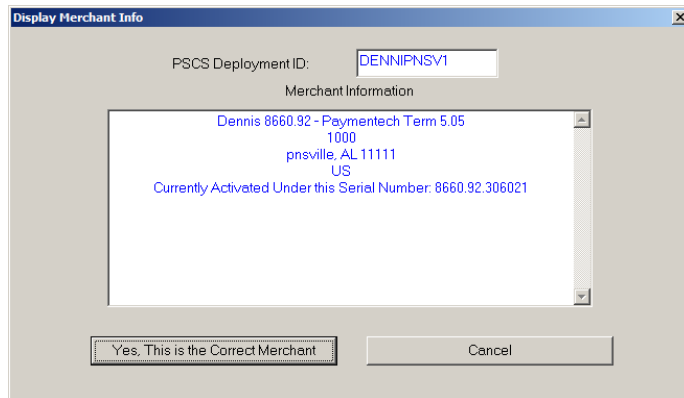 Display Merchant Info
PSCS Deployment ID: DENNIPNSV1
Merchant Information
Dennis 8660.92 - Paymentech Term 5.05
1000
pnsville, AL 11111
US
Currently Activated Under this Serial Number: 8660.92.306021
Yes, This is the Correct Merchant Cancel